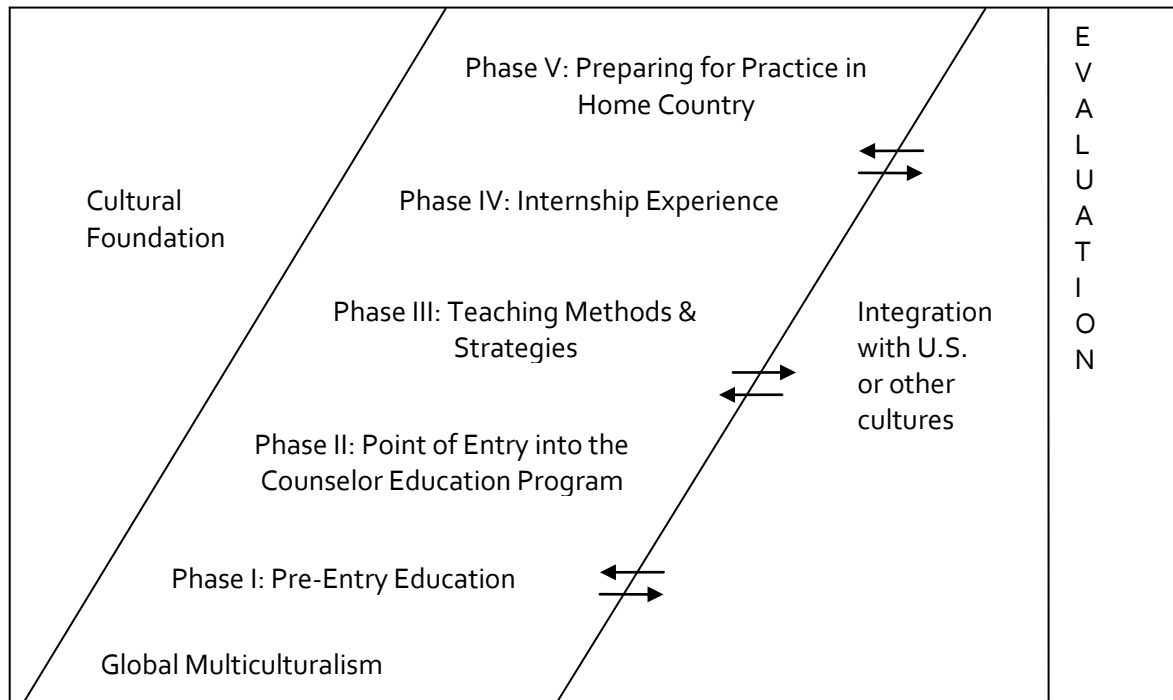 Phase V: Preparing for Practice in
Home Country
Cultural
Foundation
Phase IV: Internship Experience
Phase III: Teaching Methods &
Strategies
Integration
with U.S.
or other
cultures
Phase II: Point of Entry into the
Counselor Education Program
Phase I: Pre-Entry Education
Global Multiculturalism
E
V
A
L
U
A
T
I
O
N